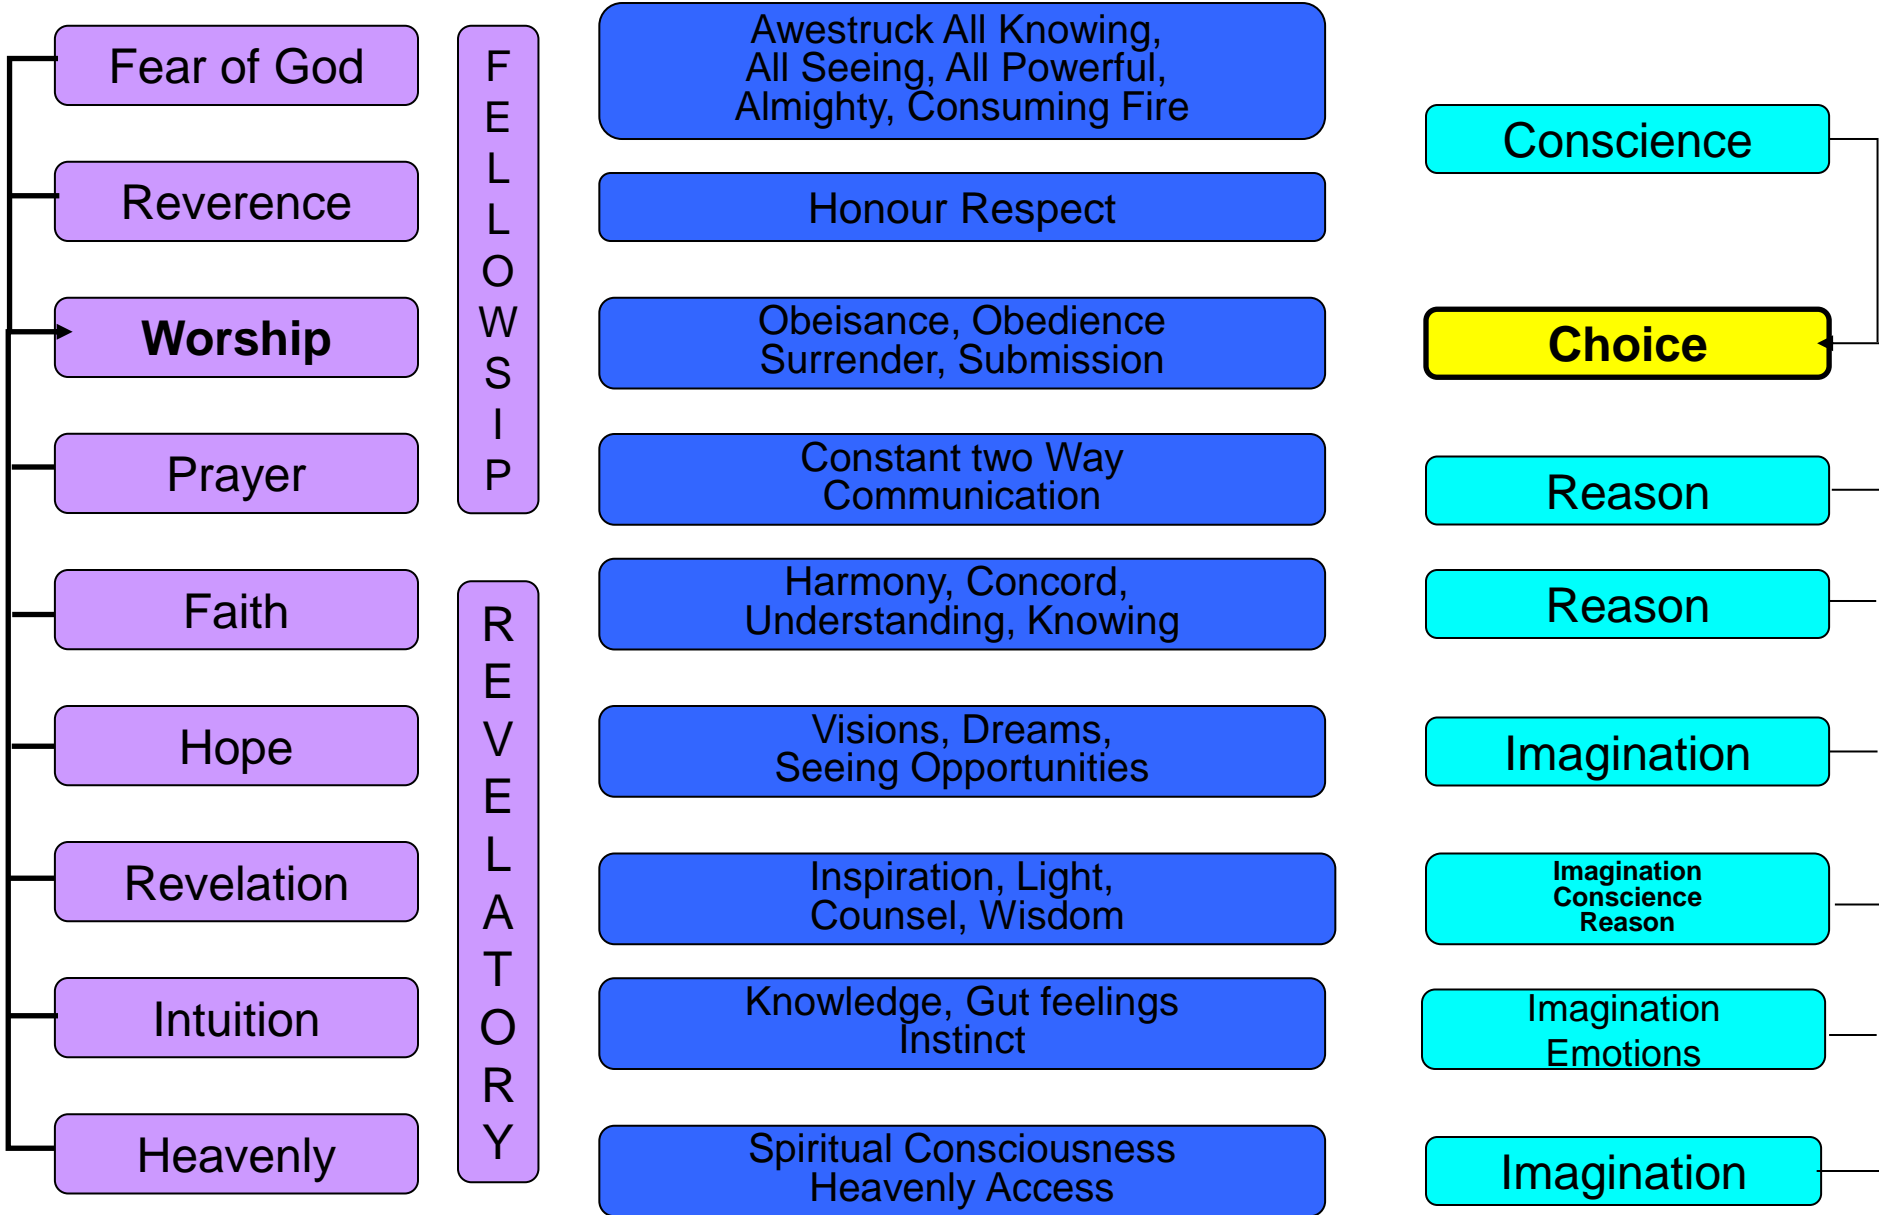 Fear of God
Reverence
Worship
Prayer
Faith
Hope
Revelation
Intuition
Heavenly
F
E
L
L
O
W
S
I
P
R
E
V
E
L
A
T
O
R
Y
Awestruck All Knowing,
All Seeing, All Powerful,
Almighty, Consuming Fire
Honour Respect
Obeisance, Obedience
Surrender, Submission
Constant two Way
Communication
Harmony, Concord,
Understanding, Knowing
Visions, Dreams,
Seeing Opportunities
Inspiration, Light,
Counsel, Wisdom
Knowledge, Gut feelings
Instinct
Spiritual Consciousness
Heavenly Access
Conscience
Choice
Reason
Reason
Imagination
Imagination
Conscience
Reason
Imagination
Emotions
Imagination